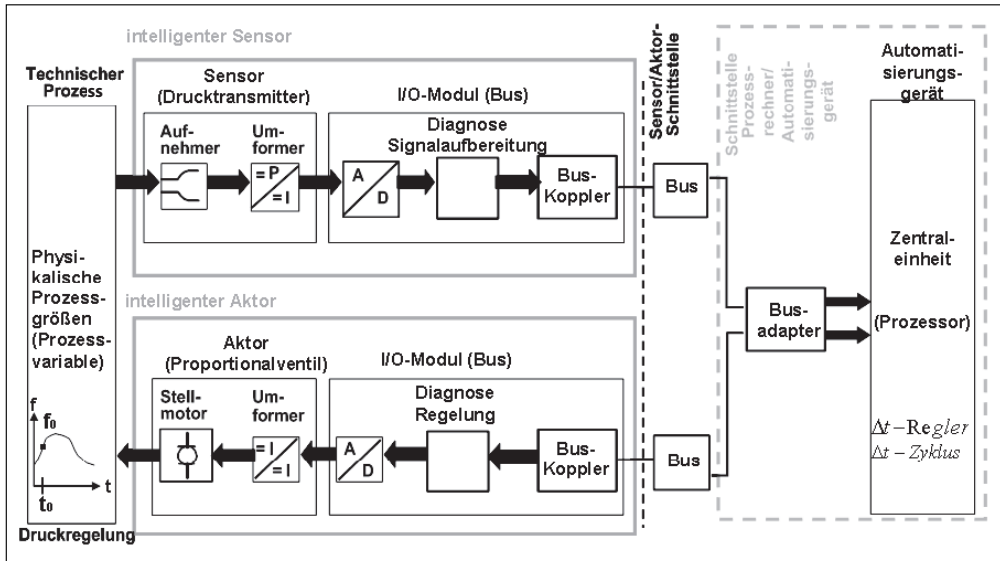 intelligenter Sensor
Technischer
Prozess
Sensor
(Drucktransmitter)
Auf-
nehmer
Um-
former
= P
= I
I/O-Modul (Bus)
Diagnose
Signalaufbereitung
A
D
Bus-
Koppler
Sensor/Aktor-
Schnittstelle
Bus
Schnittstelle
Prozess-
rechner/
Automati-
sierungs-
gerät
Automati-
sierungs-
gerät
Physi-
kalische
Prozess-
größen
(Prozess-
variable)
f
f₀
t
t₀
Druckregelung
intelligenter Aktor
Aktor
(Proportionalventil)
Stell-
motor
Um-
former
= I
= I
I/O-Modul (Bus)
Diagnose
Regelung
A
D
Bus-
Koppler
Bus
Bus-
adapter
Zentral-
einheit
(Prozessor)
Δt – Regler
Δt – Zyklus